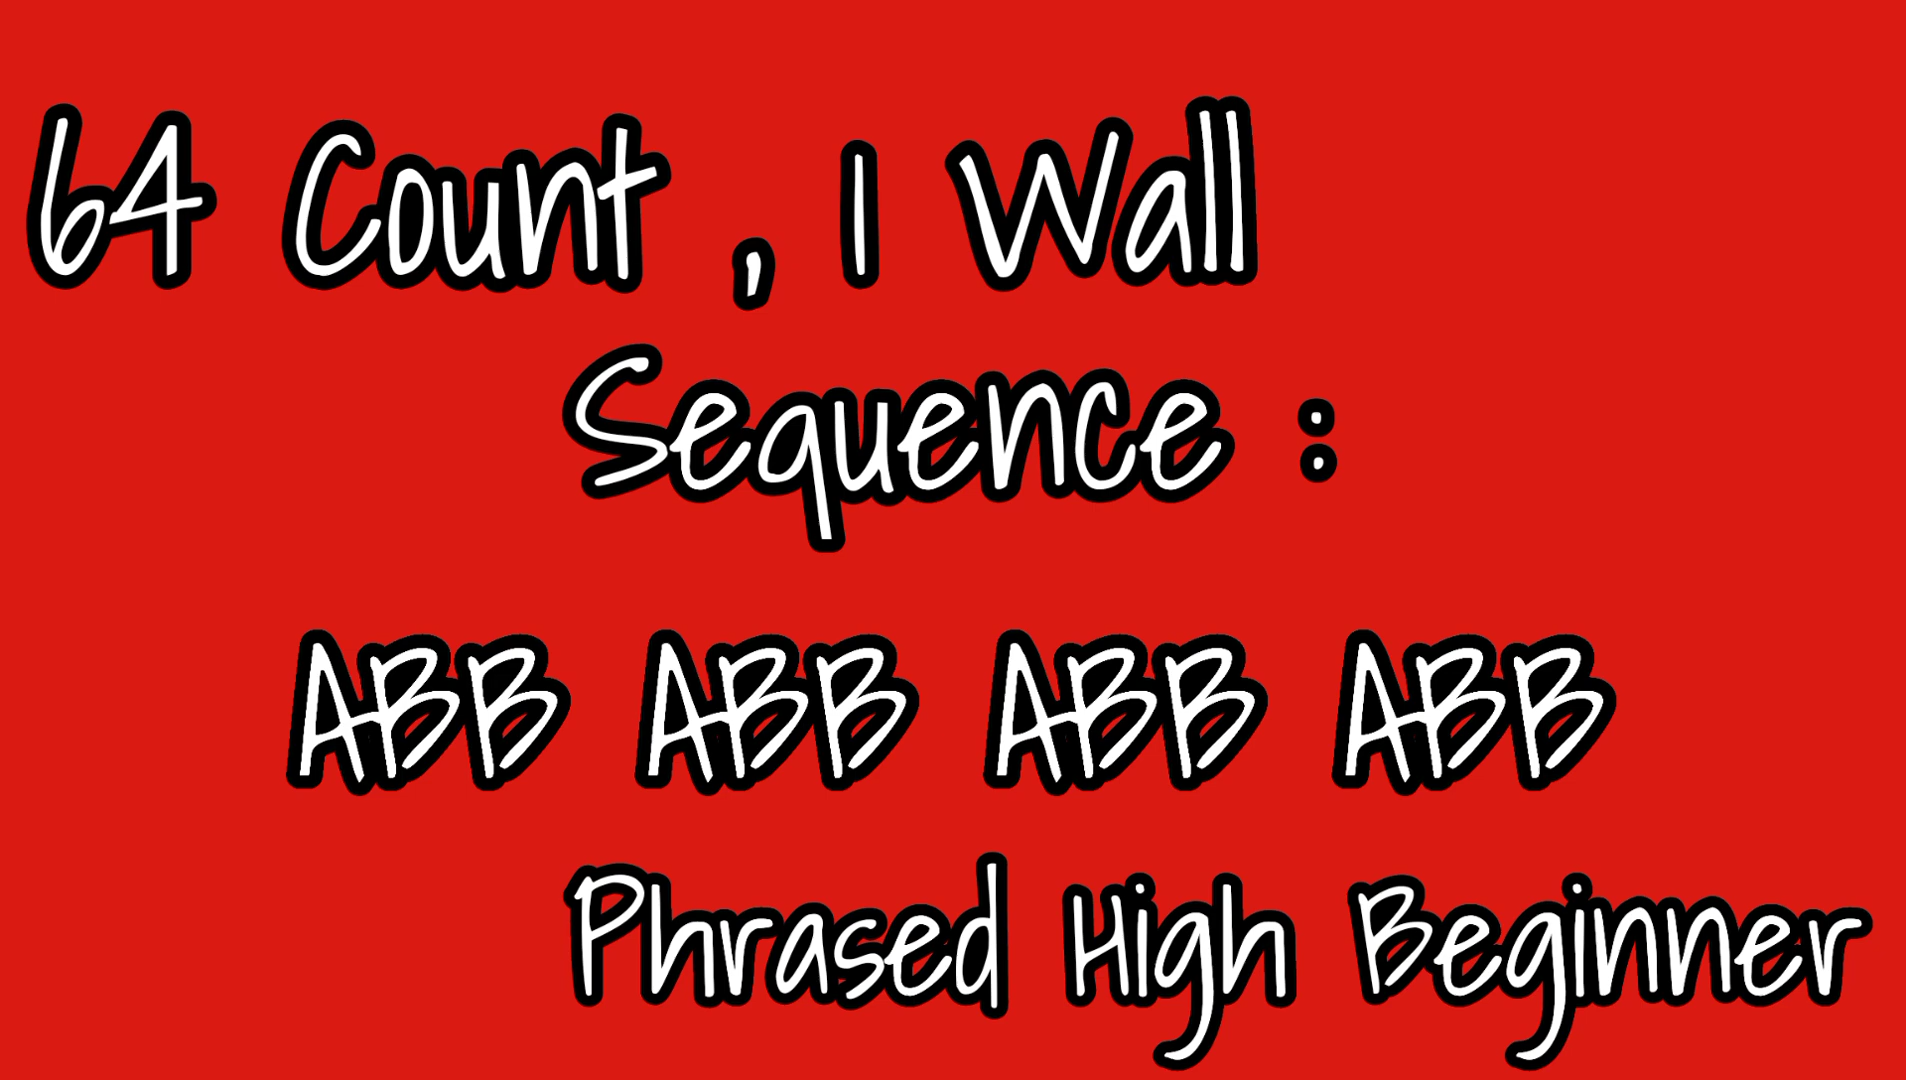 64 Count , 1 Wall
Sequence :
ABB ABB ABB ABB
Phrased High Beginner